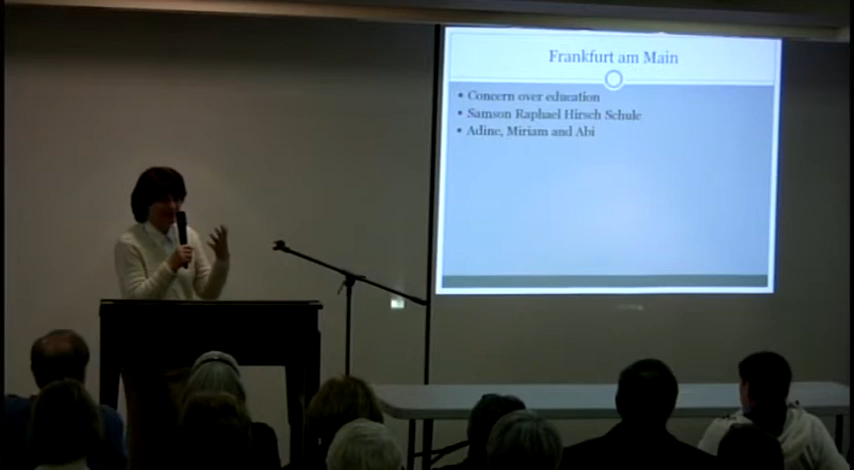 Frankfurt am Main
• Concern over education
• Samson Raphael Hirsch Schule
• Adine, Miriam and Abi